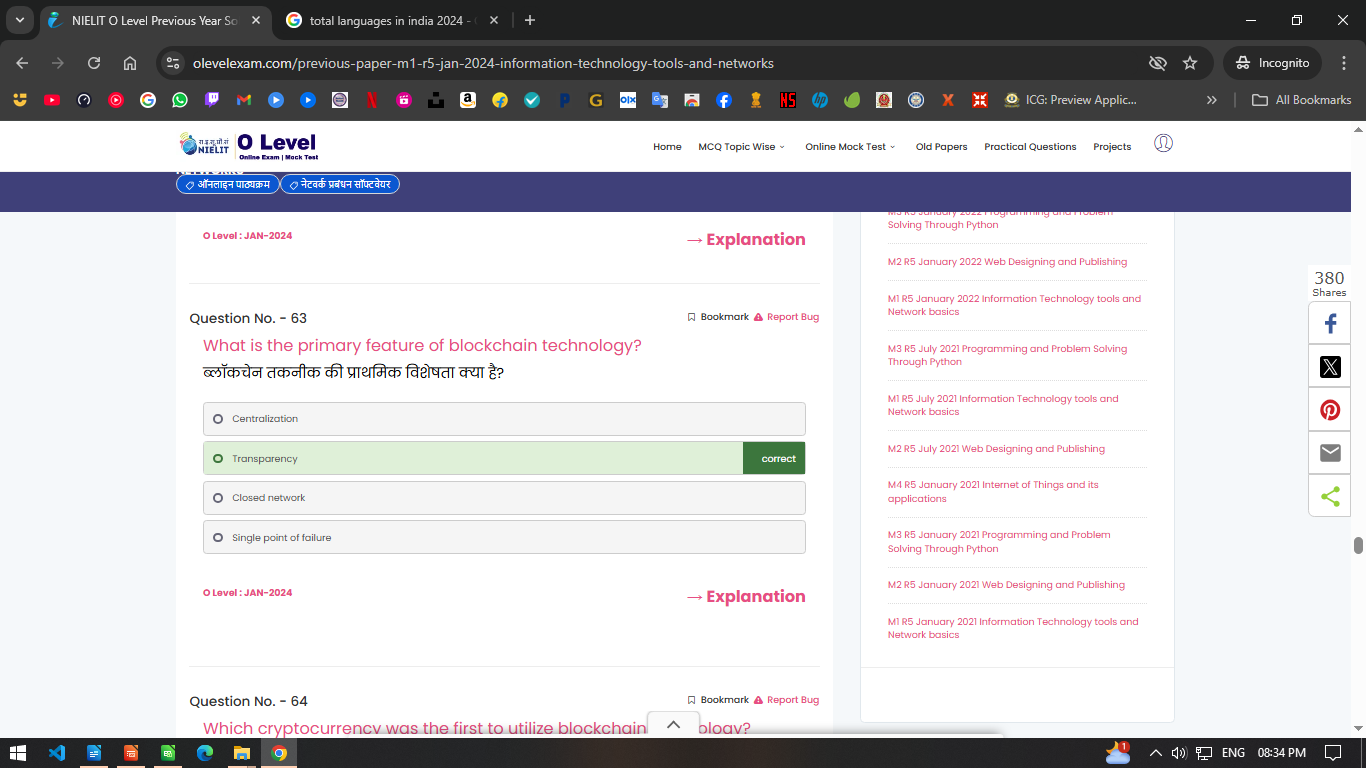 NIELIT O Level Previous Year So
total languages in india 2024 -
olevelexam.com/previous-paper-m1-r5-jan-2024-information-technology-tools-and-networks
Incognito
ICG: Preview Applic...
All Bookmarks
रा.इ.सू.प्रौ.सं
NIELIT
O Level
Online Exam | Mock Test
Home
MCQ Topic Wise
Online Mock Test
Old Papers
Practical Questions
Projects
ऑनलाइन पाठ्यक्रम
नेटवर्क प्रबंधन सॉफ्टवेयर
O Level : JAN-2024
→ Explanation
Question No. - 63
Bookmark
Report Bug
What is the primary feature of blockchain technology?
ब्लॉकचेन तकनीक की प्राथमिक विशेषता क्या है?
Centralization
Transparency
correct
Closed network
Single point of failure
O Level : JAN-2024
→ Explanation
Question No. - 64
Bookmark
Report Bug
Which cryptocurrency was the first to utilize blockchain
M3 R5 January 2022 Programming and Problem
Solving Through Python
M2 R5 January 2022 Web Designing and Publishing
M1 R5 January 2022 Information Technology tools and
Network basics
M3 R5 July 2021 Programming and Problem Solving
Through Python
M1 R5 July 2021 Information Technology tools and
Network basics
M2 R5 July 2021 Web Designing and Publishing
M4 R5 January 2021 Internet of Things and its
applications
M3 R5 January 2021 Programming and Problem
Solving Through Python
M2 R5 January 2021 Web Designing and Publishing
M1 R5 January 2021 Information Technology tools and
Network basics
380
Shares
1
ENG
08:34 PM